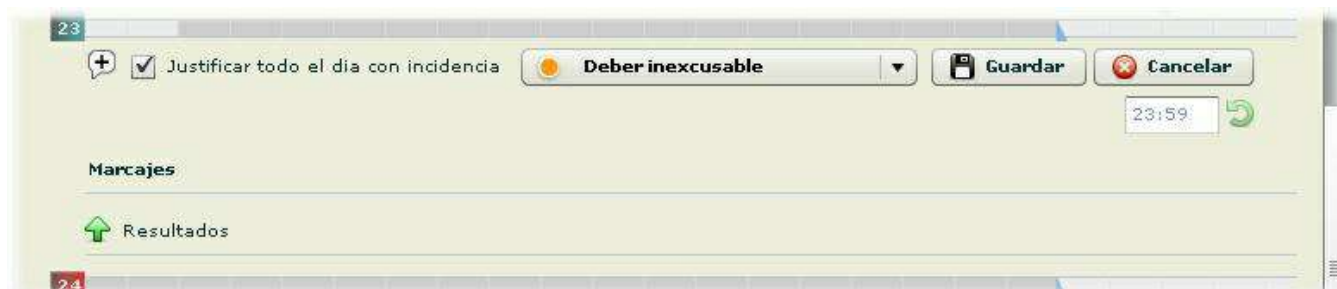 23
Justificar todo el dia con incidencia Deber inexcusable Guardar Cancelar
23:59
Marcajes
Resultados
24